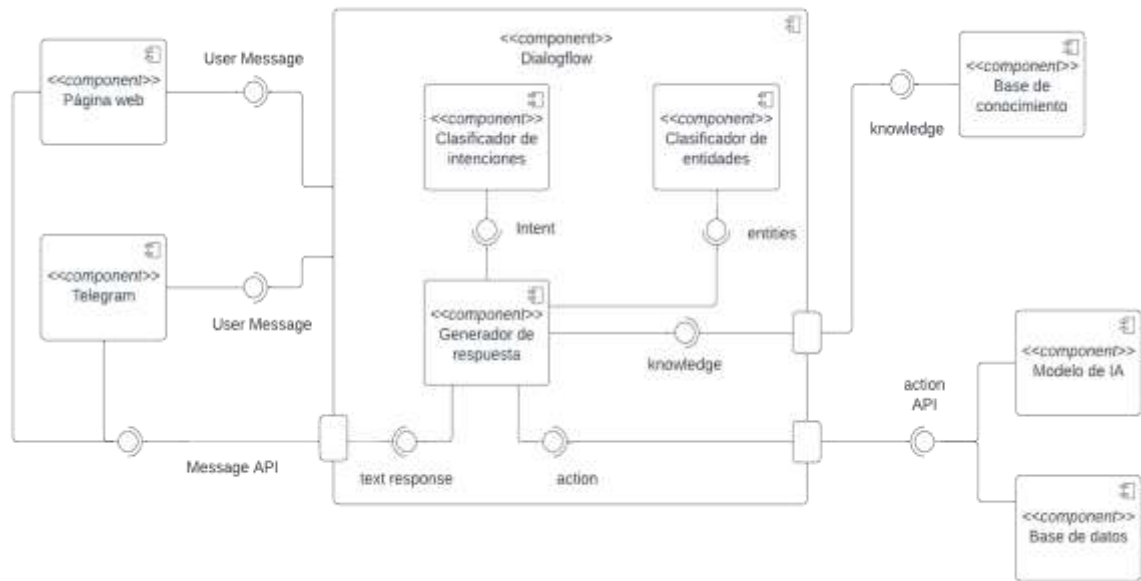 <<component>>
Página web
User Message
<<component>>
Dialogflow
<<component>>
Clasificador de
intenciones
<<component>>
Clasificador de
entidades
<<component>>
Base de
conocimiento
knowledge
Intent
entities
<<component>>
Telegram
User Message
<<component>>
Generador de
respuesta
knowledge
<<component>>
Modelo de IA
action
API
Message API
text response
action
<<component>>
Base de datos